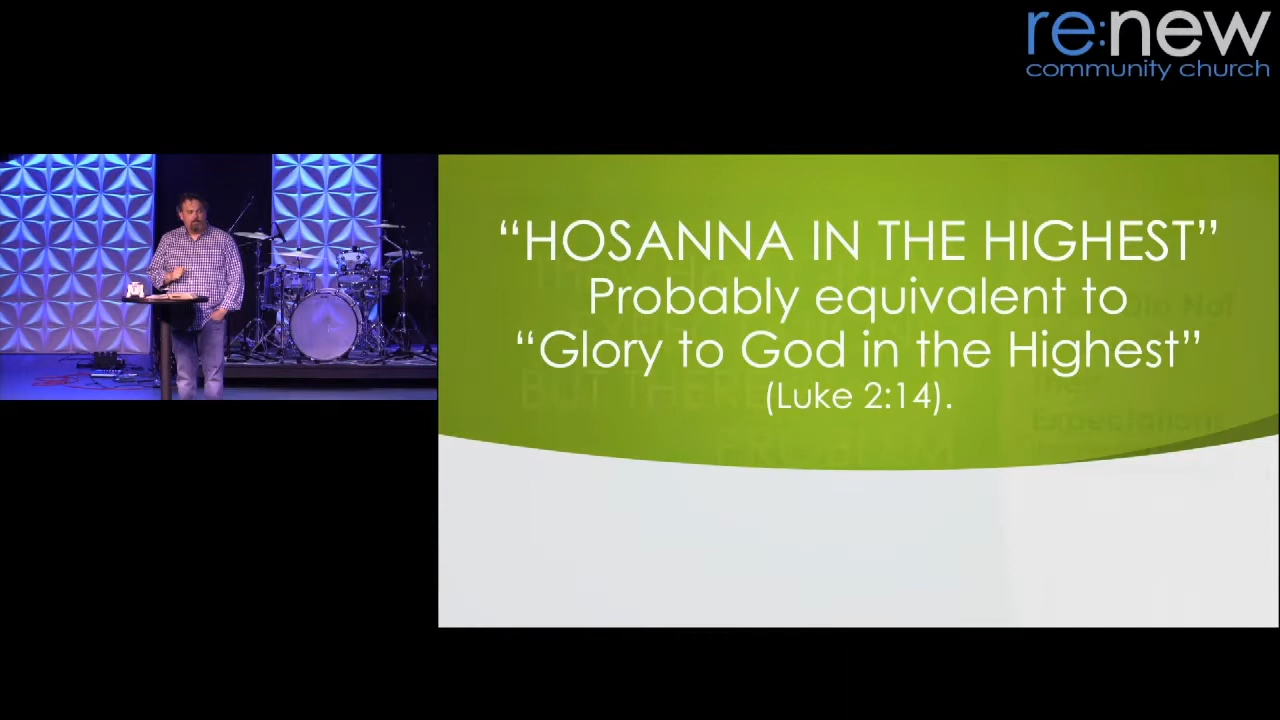 re:new
community church
“HOSANNA IN THE HIGHEST”
Probably equivalent to
“Glory to God in the Highest”
(Luke 2:14).